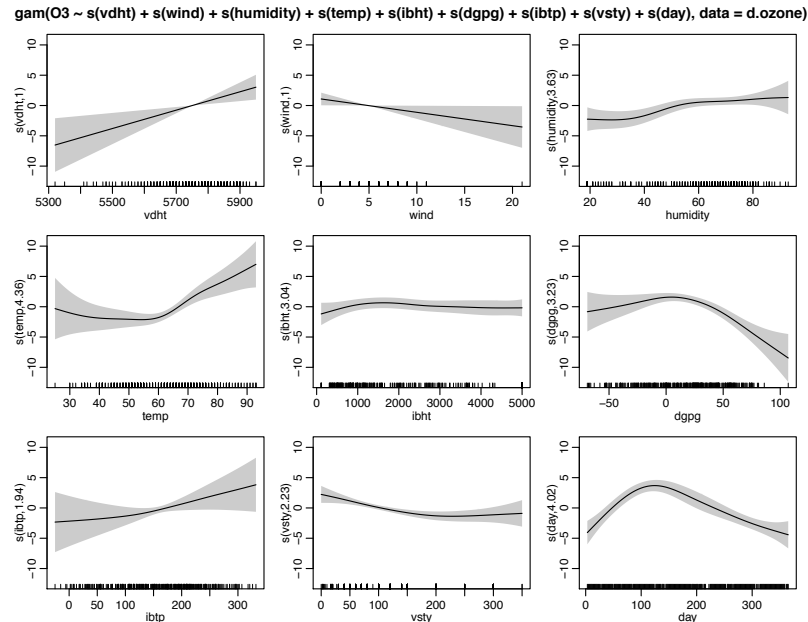 gam(O3 ~ s(vdht) + s(wind) + s(humidity) + s(temp) + s(ibht) + s(dgpg) + s(ibtp) + s(vsty) + s(day), data = d.ozone)
s(vdht,1)
10
5
0
−5
−10
5300 5500 5700 5900
vdht
s(wind,1)
10
5
0
−5
−10
0 5 10 15 20
wind
s(humidity,3.63)
10
5
0
−5
−10
20 40 60 80
humidity
s(temp,4.36)
10
5
0
−5
−10
30 40 50 60 70 80 90
temp
s(ibht,3.04)
10
5
0
−5
−10
0 1000 2000 3000 4000 5000
ibht
s(dgpg,3.23)
10
5
0
−5
−10
−50 0 50 100
dgpg
s(ibtp,1.94)
10
5
0
−5
−10
0 50 100 200 300
ibtp
s(vsty,2.23)
10
5
0
−5
−10
0 50 100 200 300
vsty
s(day,4.02)
10
5
0
−5
−10
0 100 200 300
day